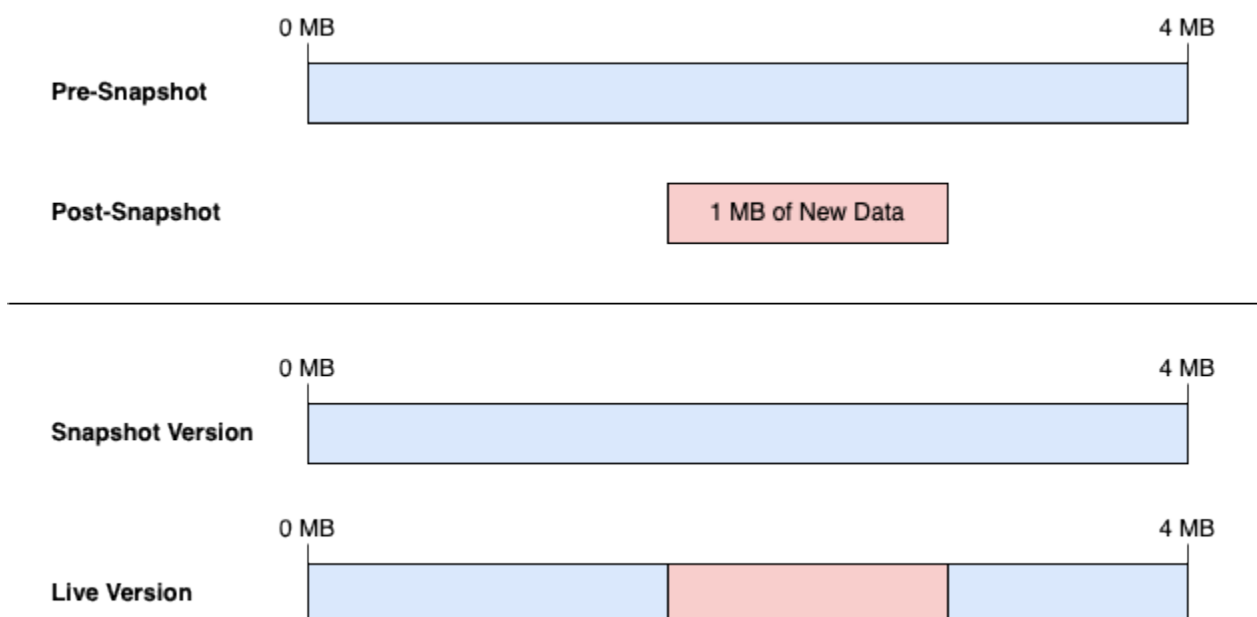 0 MB 4 MB
Pre-Snapshot
Post-Snapshot 1 MB of New Data
0 MB 4 MB
Snapshot Version
0 MB 4 MB
Live Version